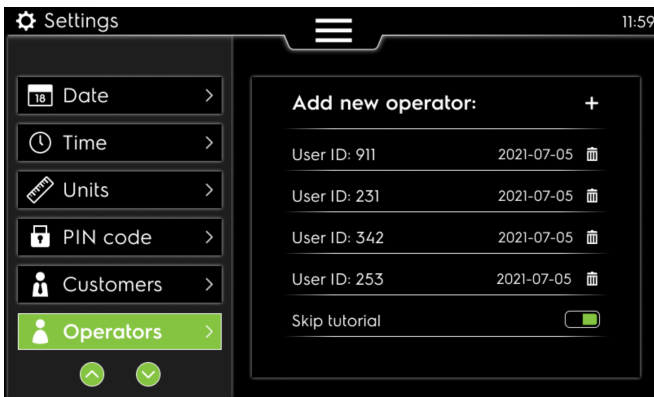 Settings
11:59
18 Date
Time
Units
PIN code
Customers
Operators
Add new operator: +
User ID: 911 2021-07-05
User ID: 231 2021-07-05
User ID: 342 2021-07-05
User ID: 253 2021-07-05
Skip tutorial